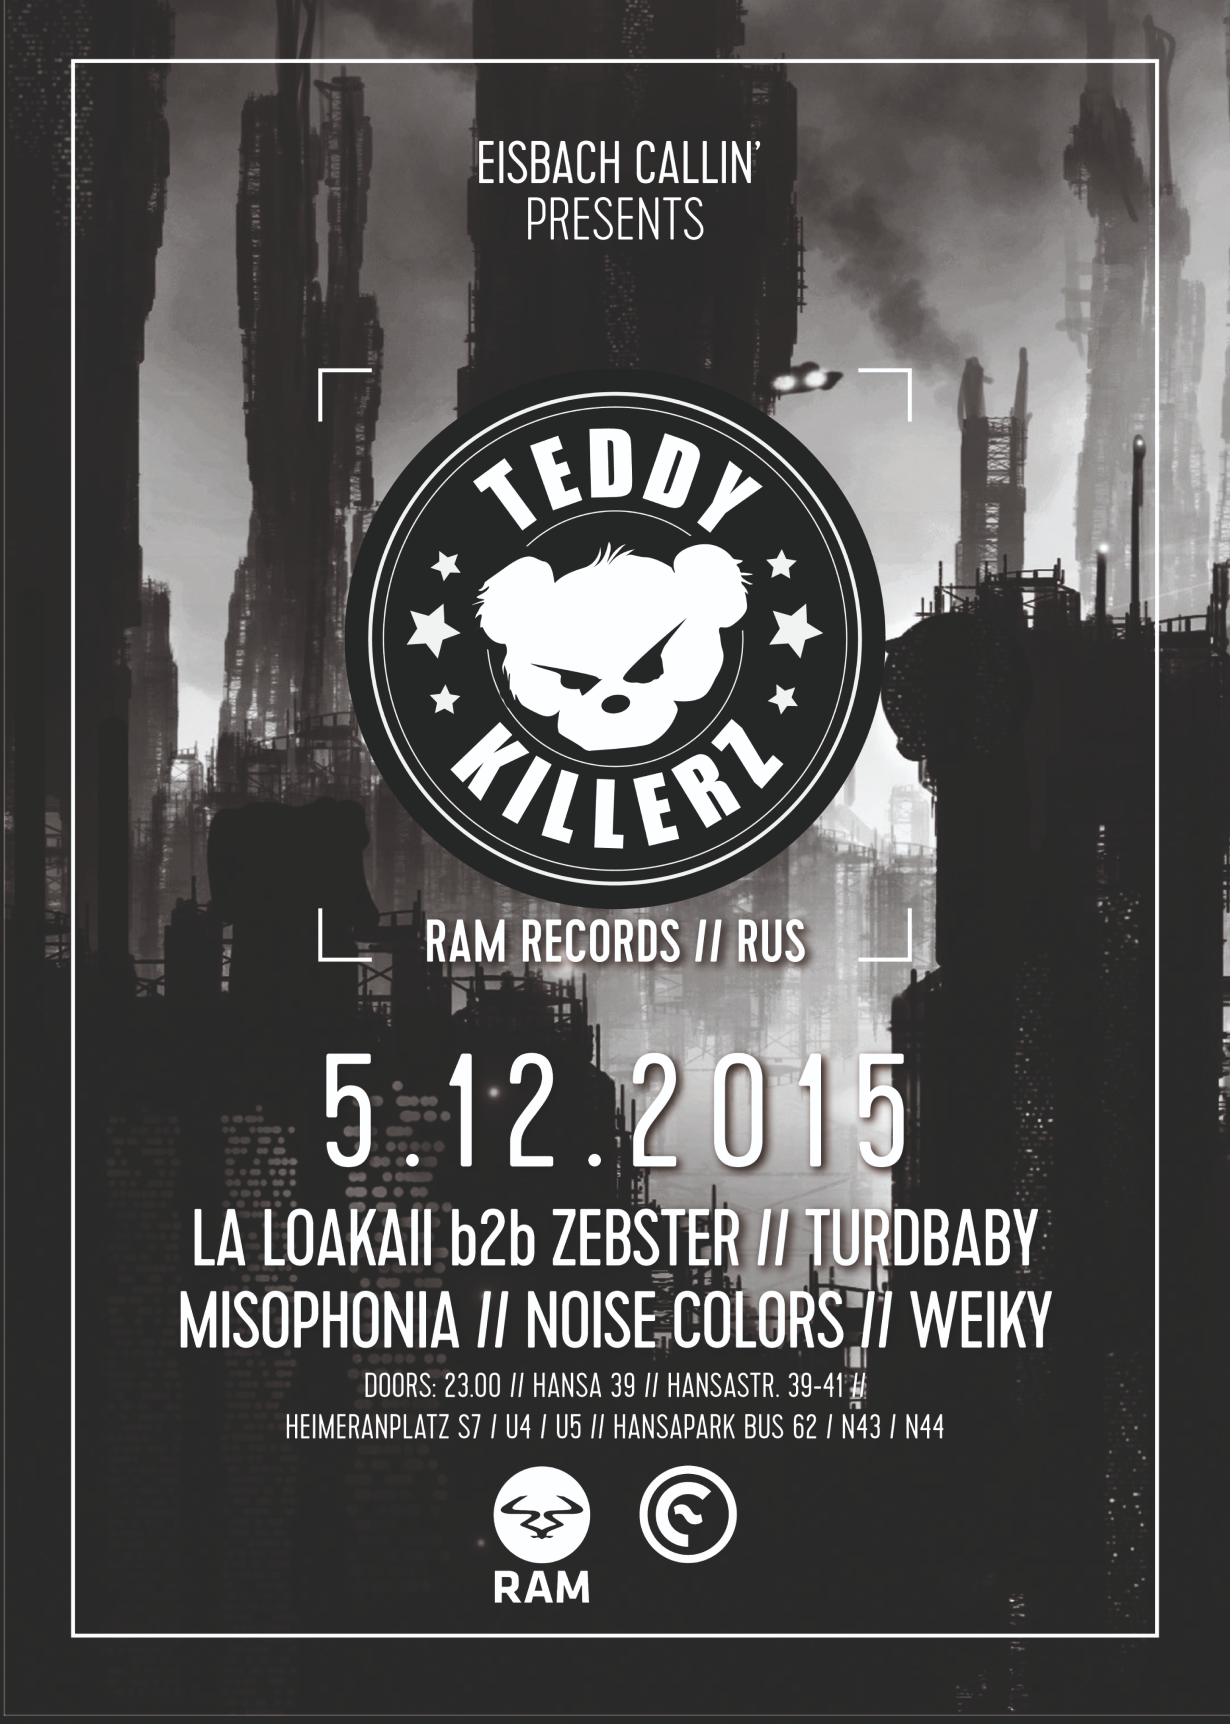 EISBACH CALLIN'
PRESENTS
TEDDY
KILLERZ
RAM RECORDS // RUS
5.12.2015
LA LOAKAII b2b ZEBSTER // TURDBABY
MISOPHONIA // NOISE COLORS // WEIKY
DOORS: 23.00 // HANSA 39 // HANSASTR. 39-41 //
HEIMERANPLATZ S7 / U4 / U5 // HANSAPARK BUS 62 / N43 / N44
RAM